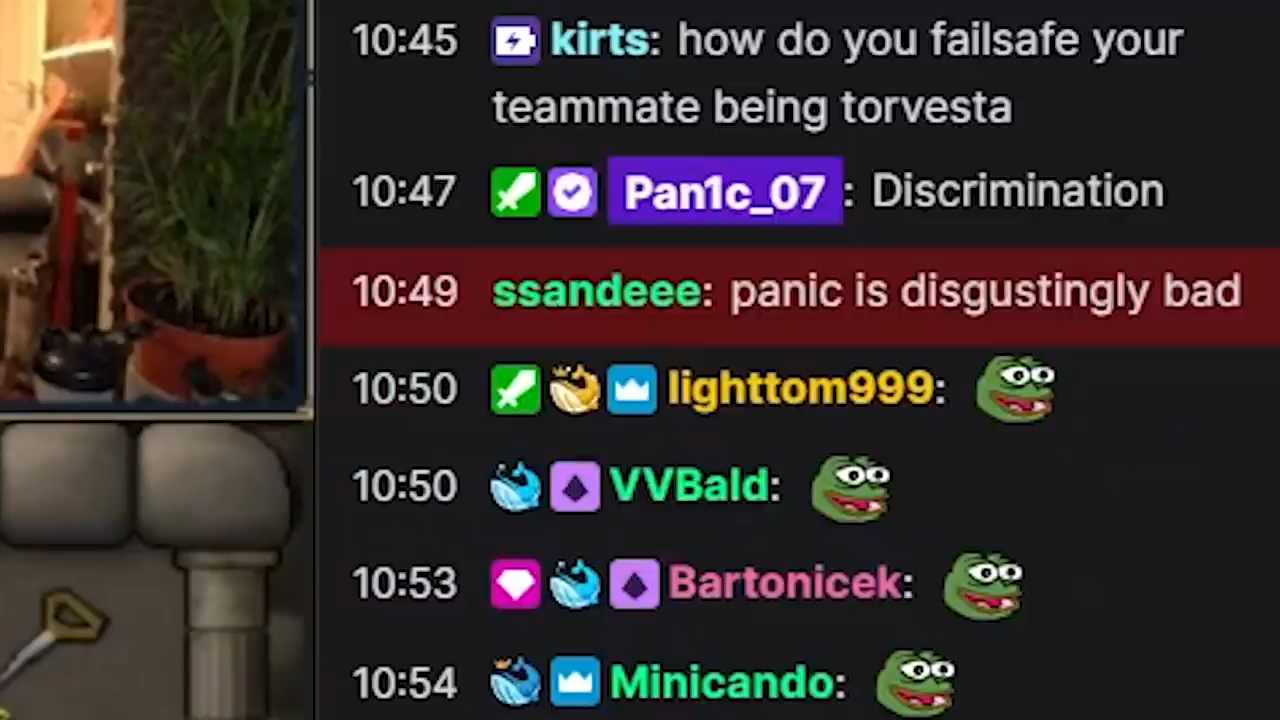 10:45 kirts: how do you failsafe your
teammate being torvesta
10:47 Pan1c_07 : Discrimination
10:49 ssandeee: panic is disgustingly bad
10:50 lighttom999:
10:50 VVBald:
10:53 Bartonicek:
10:54 Minicando: